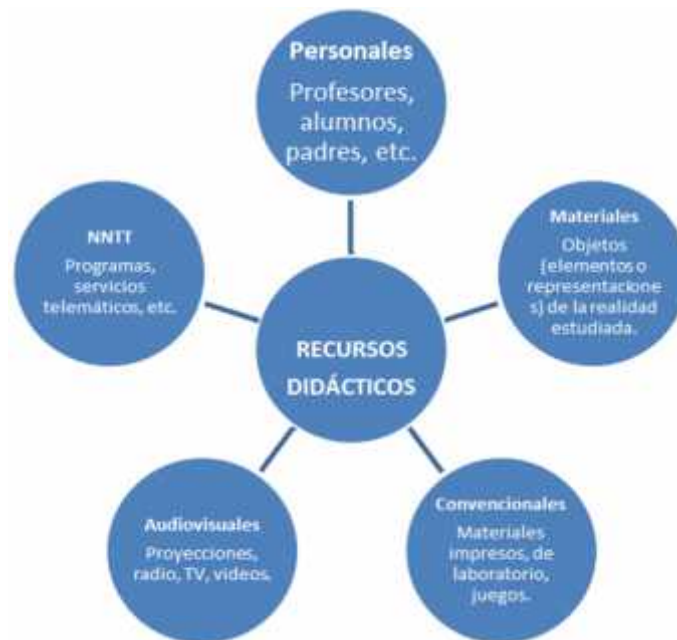 Personales
Profesores,
alumnos,
padres, etc.
NNTT
Programas,
servicios
telemáticos, etc.
Materiales
Objetos
(elementos o
representacione
s) de la realidad
estudiada.
RECURSOS
DIDÁCTICOS
Audiovisuales
Proyecciones,
radio, TV, videos.
Convencionales
Materiales
impresos, de
laboratorio,
juegos.